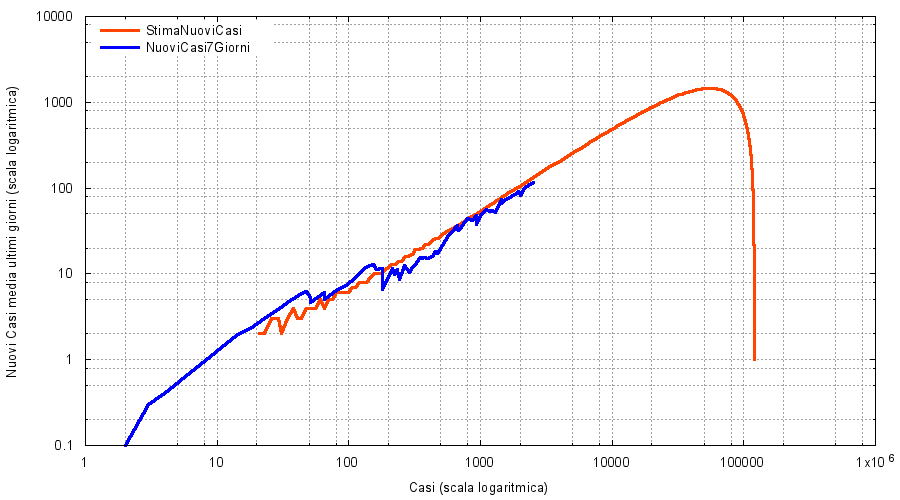 10000
StimaNuoviCasi
NuoviCasi7Giorni
1000
100
10
1
0.1
Nuovi Casi media ultimi giorni (scala logaritmica)
1 10 100 1000 10000 100000 1x10 6
Casi (scala logaritmica)